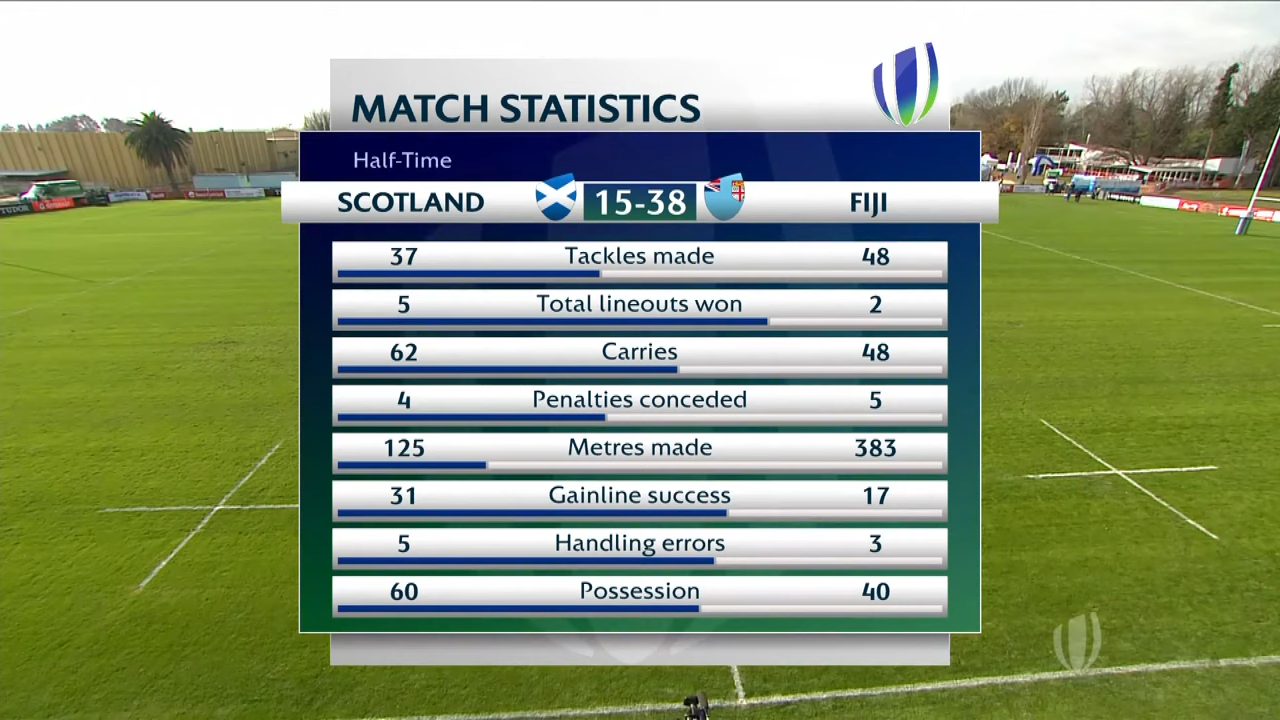 MATCH STATISTICS
Half-Time
SCOTLAND 15-38 FIJI
37 Tackles made 48
5 Total lineouts won 2
62 Carries 48
4 Penalties conceded 5
125 Metres made 383
31 Gainline success 17
5 Handling errors 3
60 Possession 40
TUDOR